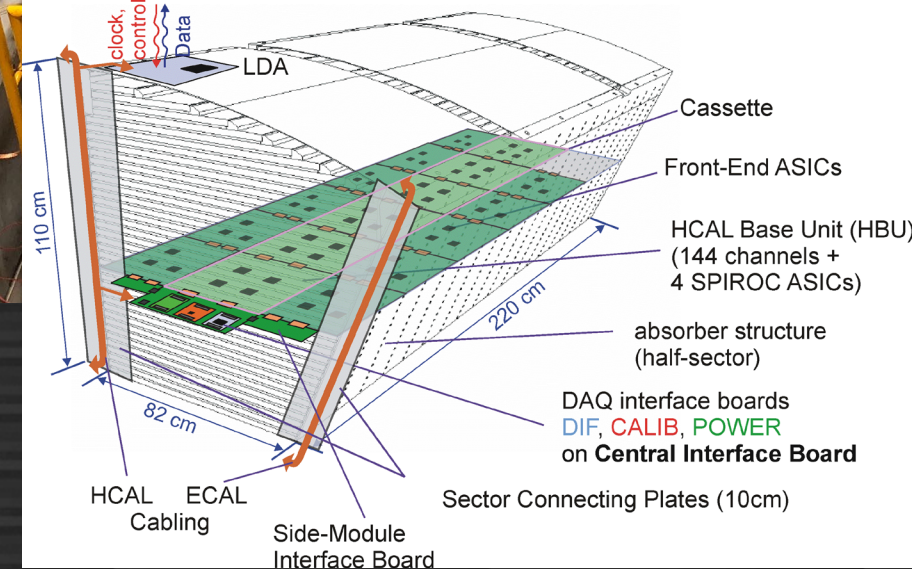 clock,
control
Data
LDA
Cassette
Front-End ASICs
HCAL Base Unit (HBU)
(144 channels +
4 SPIROC ASICs)
110 cm
220 cm
absorber structure
(half-sector)
82 cm
DAQ interface boards
DIF, CALIB, POWER
on Central Interface Board
HCAL ECAL
Cabling
Sector Connecting Plates (10cm)
Side-Module
Interface Board